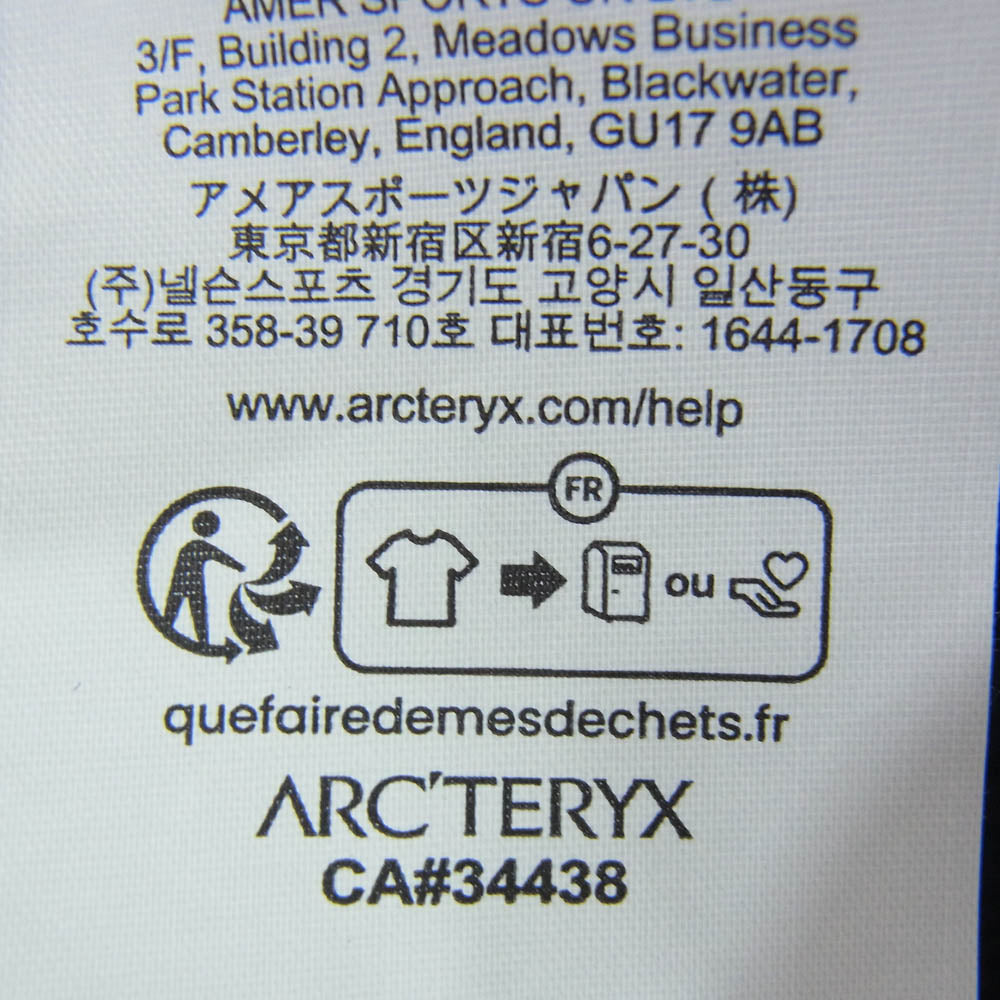 AMER SPORTS UK LTD
3/F, Building 2, Meadows Business
Park Station Approach, Blackwater,
Camberley, England, GU17 9AB
アメアスポーツジャパン ( 株)
東京都新宿区新宿6-27-30
(주)넬슨스포츠 경기도 고양시 일산동구
호수로 358-39 710호 대표번호: 1644-1708
www.arcteryx.com/help
FR
ou
quefairedemesdechets.fr
ARC'TERYX
CA#34438